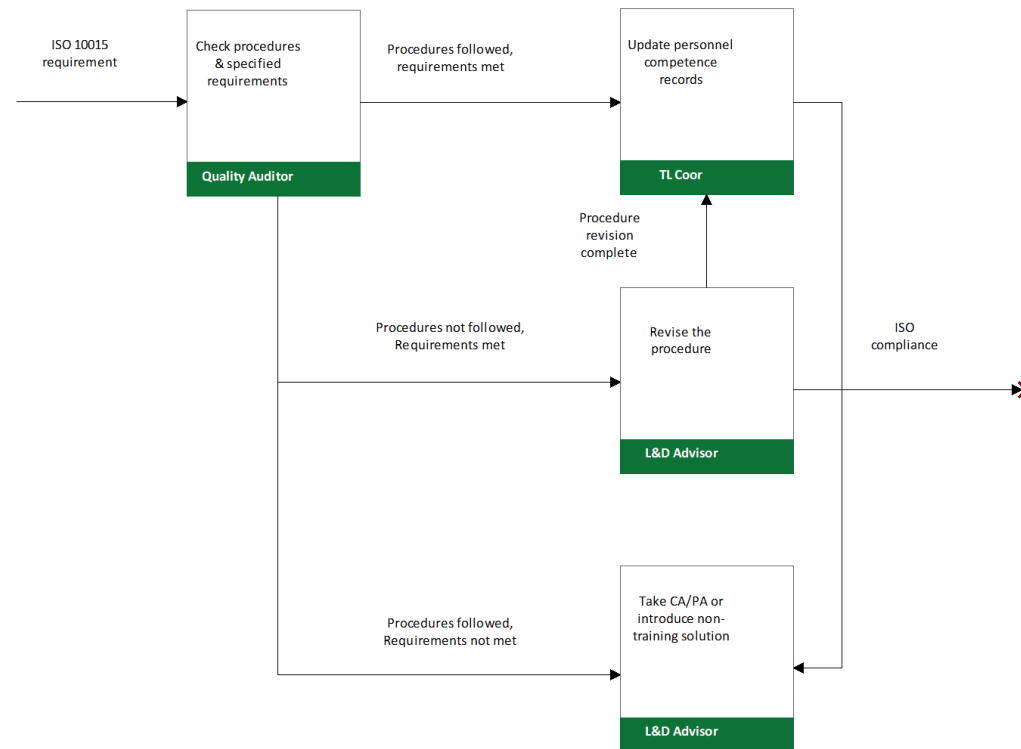 ISO 10015
requirement
Check procedures
& specified
requirements
Quality Auditor
Procedures followed,
requirements met
Update personnel
competence
records
TL Coor
Procedure
revision
complete
Procedures not followed,
Requirements met
Revise the
procedure
L&D Advisor
ISO
compliance
Procedures followed,
Requirements not met
Take CA/PA or
introduce non-
training solution
L&D Advisor